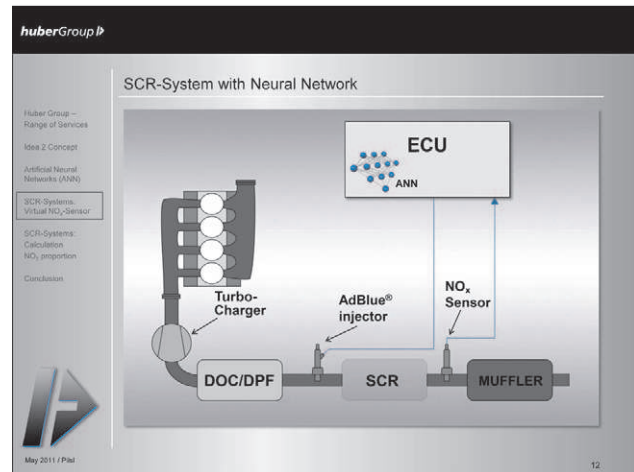 huberGroup
SCR-System with Neural Network
Huber Group –
Range of Services
Idea 2 Concept
Artificial Neural
Networks (ANN)
SCR-Systems:
Virtual NOx-Sensor
SCR-Systems:
Calculation
NO2 proportion
Conclusion
ECU
ANN
Turbo-
Charger
AdBlue®
injector
NOx
Sensor
DOC/DPF
SCR
MUFFLER
May 2011 /
12